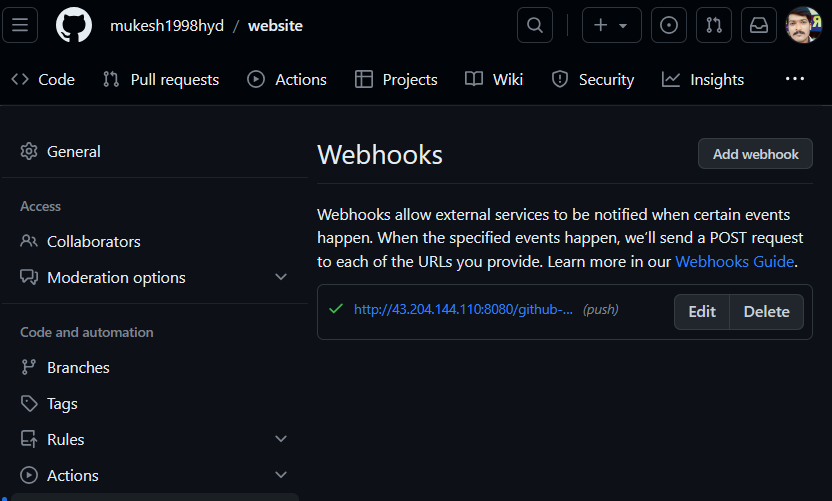 mukesh1998hyd / website
Code Pull requests Actions Projects Wiki Security Insights
General
Access
Collaborators
Moderation options
Code and automation
Branches
Tags
Rules
Actions
Webhooks
Add webhook
Webhooks allow external services to be notified when certain events
happen. When the specified events happen, we'll send a POST request
to each of the URLs you provide. Learn more in our Webhooks Guide.
http://43.204.144.110:8080/github-... (push)
Edit Delete